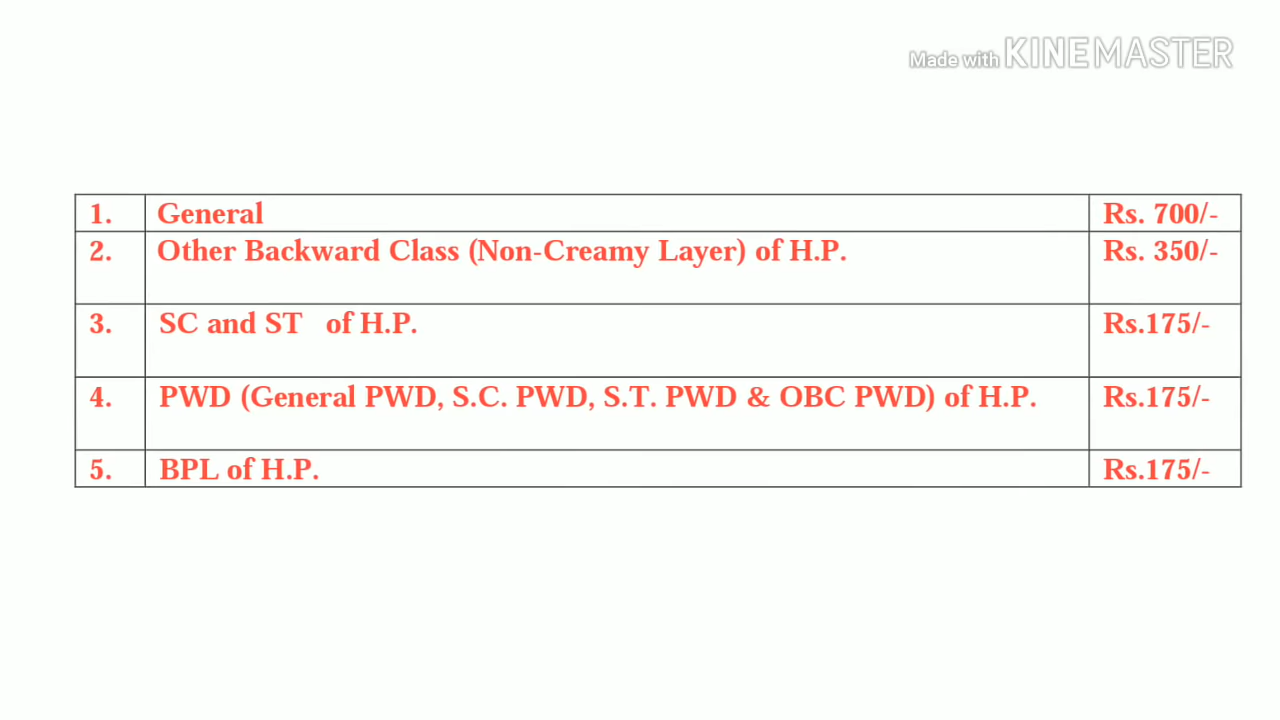 Made with KINEMASTER
1. General Rs. 700/-
2. Other Backward Class (Non-Creamy Layer) of H.P. Rs. 350/-
3. SC and ST of H.P. Rs.175/-
4. PWD (General PWD, S.C. PWD, S.T. PWD & OBC PWD) of H.P. Rs.175/-
5. BPL of H.P. Rs.175/-